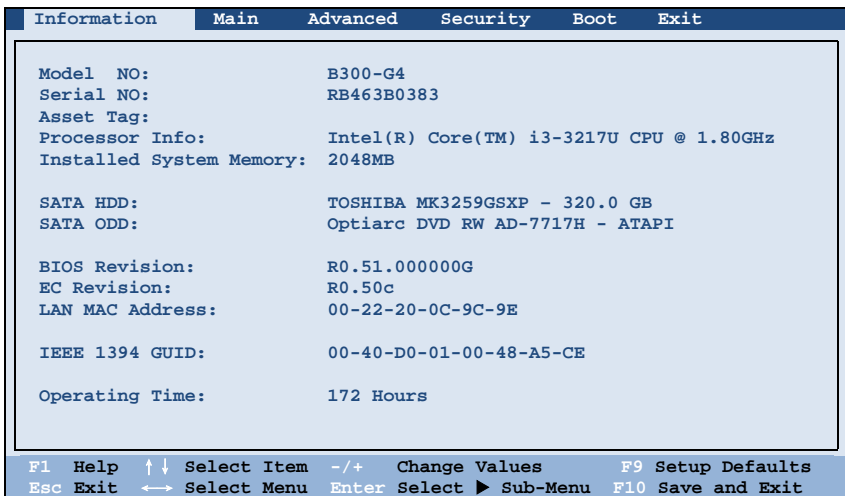 Information Main Advanced Security Boot Exit
Model NO: B300-G4
Serial NO: RB463B0383
Asset Tag:
Processor Info: Intel(R) Core(TM) i3-3217U CPU @ 1.80GHz
Installed System Memory: 2048MB
SATA HDD: TOSHIBA MK3259GSXP – 320.0 GB
SATA ODD: Optiarc DVD RW AD-7717H - ATAPI
BIOS Revision: R0.51.000000G
EC Revision: R0.50c
LAN MAC Address: 00-22-20-0C-9C-9E
IEEE 1394 GUID: 00-40-D0-01-00-48-A5-CE
Operating Time: 172 Hours
F1 Help ↑↓ Select Item -/+ Change Values F9 Setup Defaults
Esc Exit ←→ Select Menu Enter Select ▶ Sub-Menu F10 Save and Exit